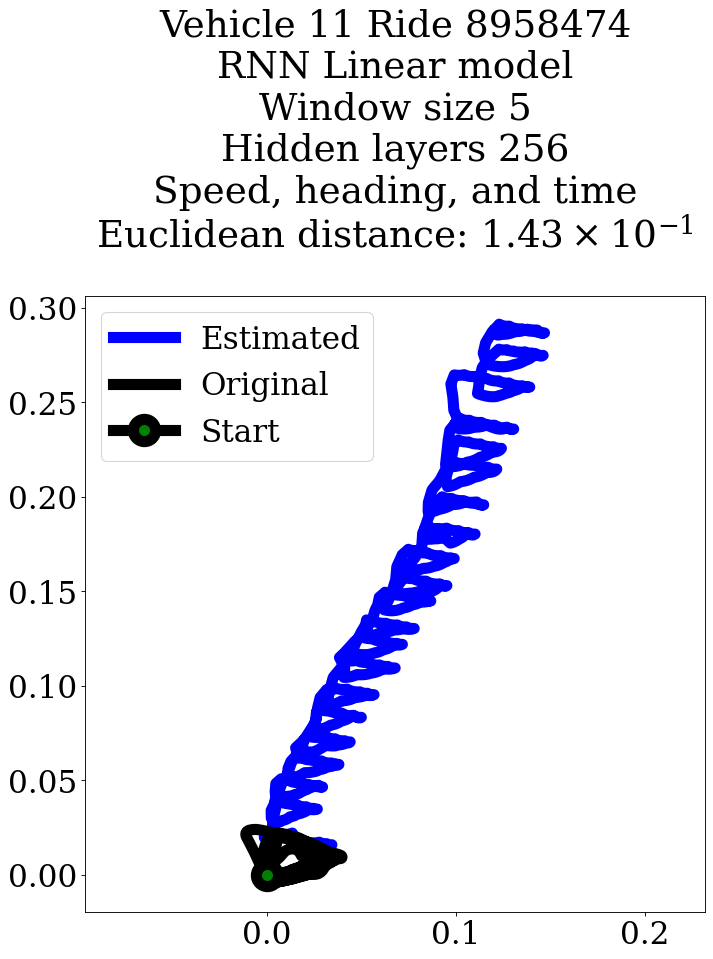 Vehicle 11 Ride 8958474
RNN Linear model
Window size 5
Hidden layers 256
Speed, heading, and time
Euclidean distance: 1.43 × 10⁻¹
0.30
0.25
0.20
0.15
0.10
0.05
0.00
Estimated
Original
Start
0.0
0.1
0.2